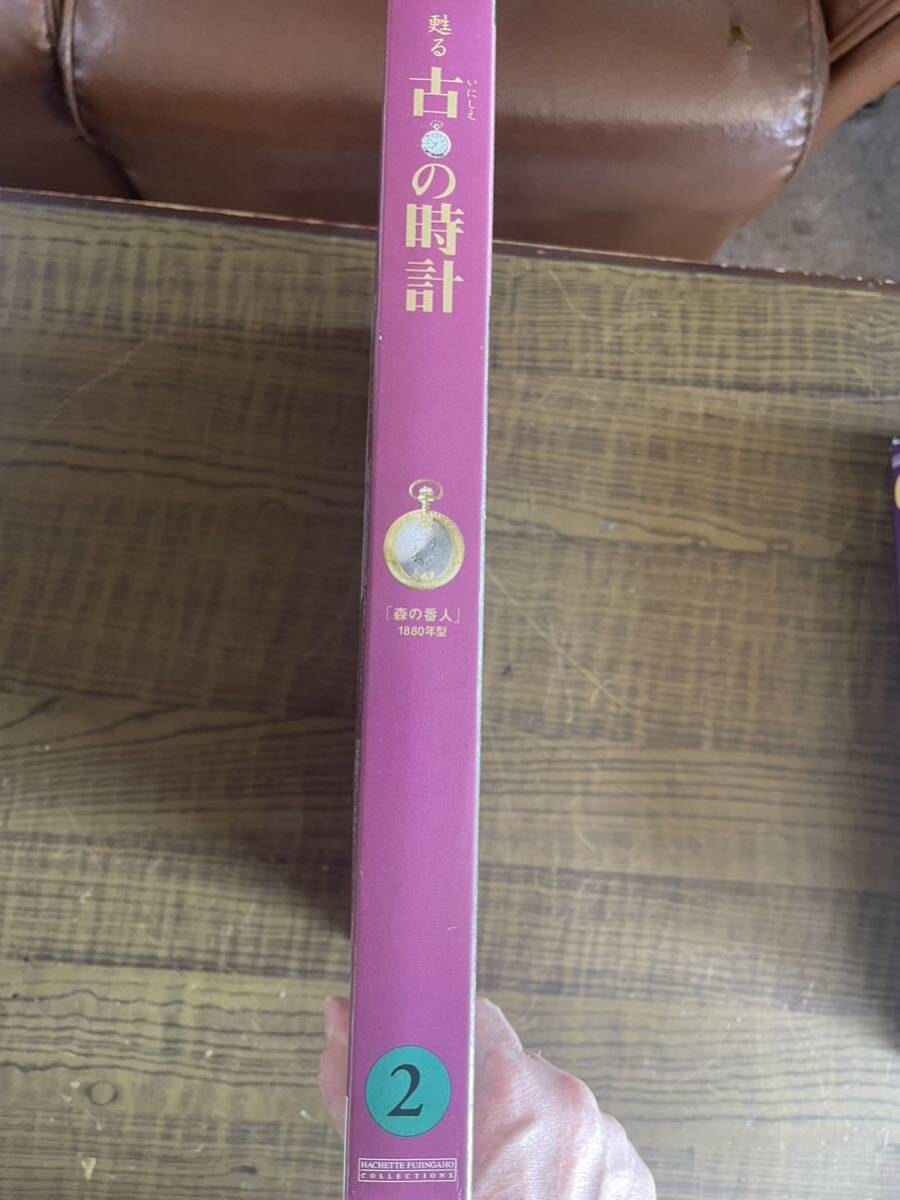 甦る
古の時計
いにしえ
「森の番人」
1880年型
2
HACHETTE FUJINGAHO
COLLECTIONS